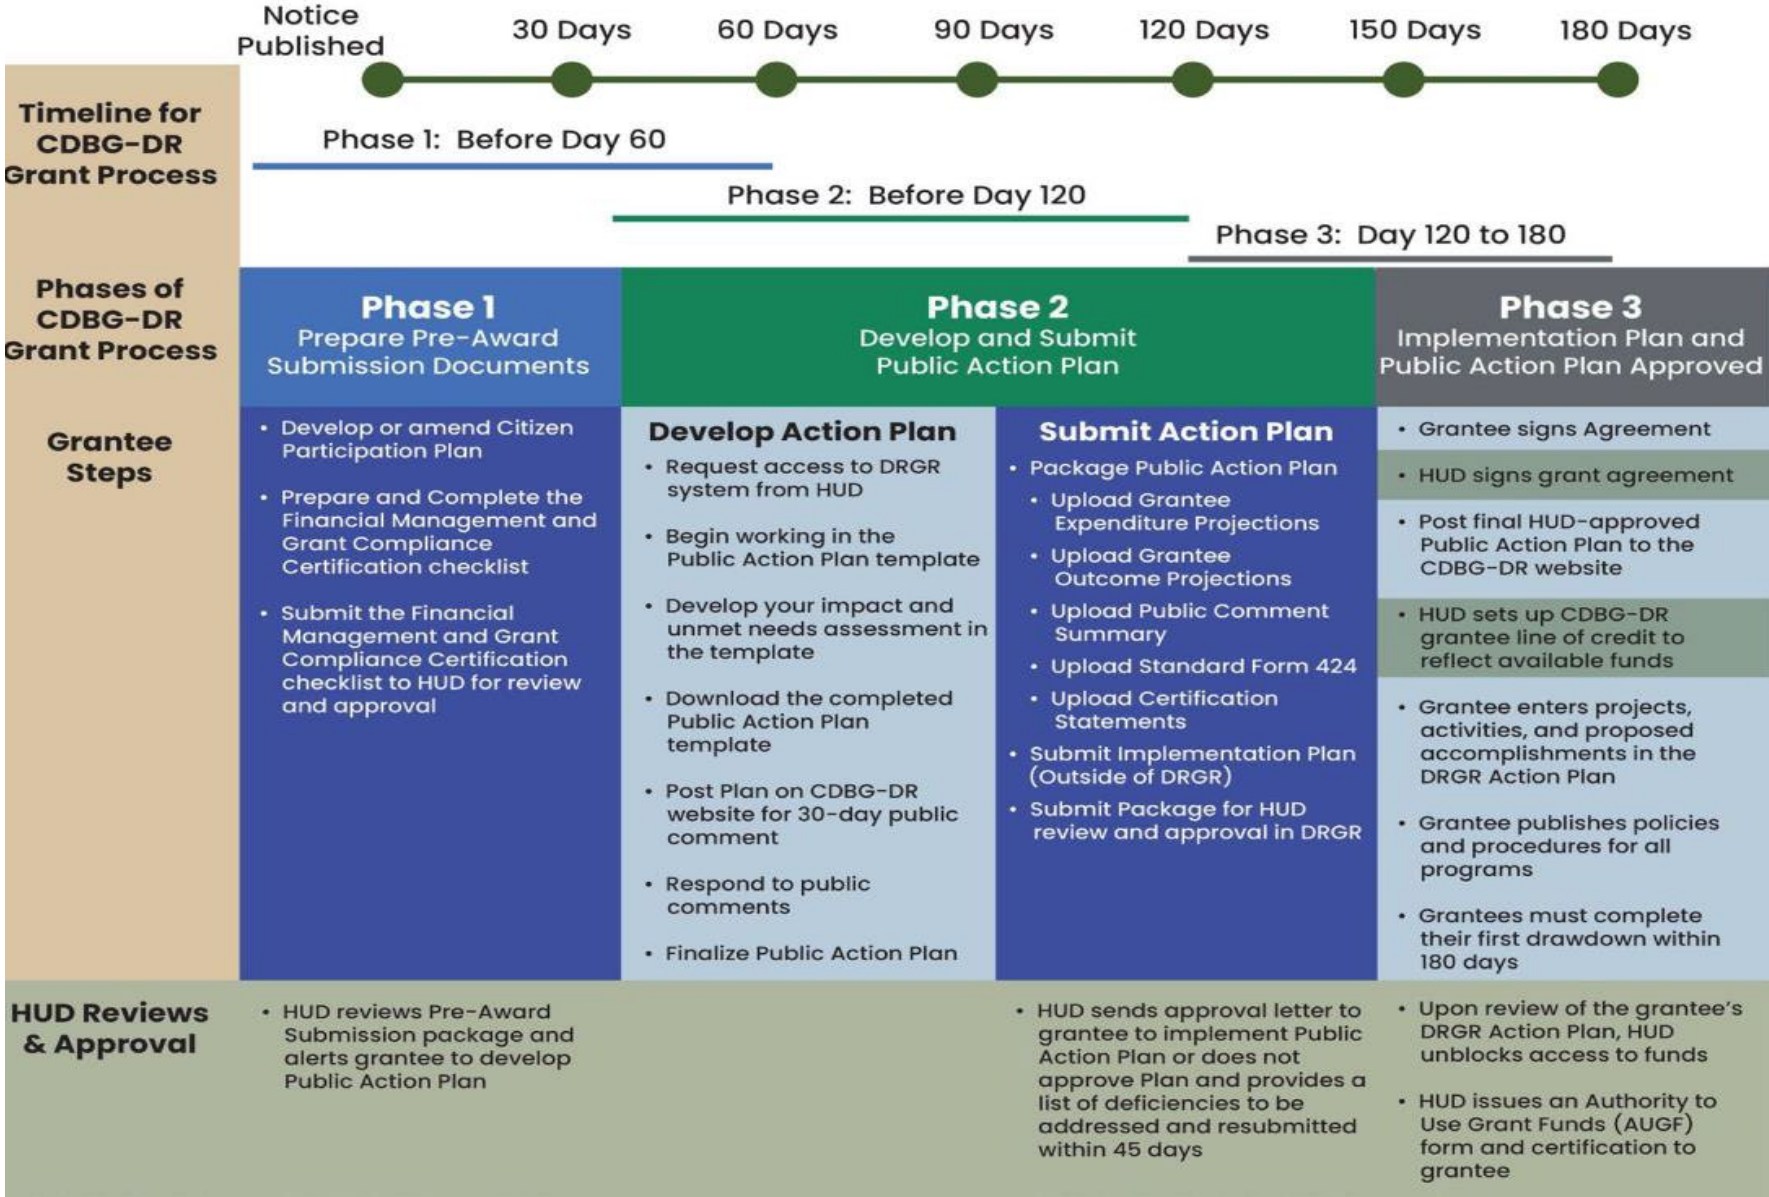 Notice
Published
30 Days
60 Days
90 Days
120 Days
150 Days
180 Days
Timeline for
CDBG-DR
Grant Process
Phase 1: Before Day 60
Phase 2: Before Day 120
Phase 3: Day 120 to 180
Phases of
CDBG-DR
Grant Process
Phase 1
Prepare Pre-Award
Submission Documents
Phase 2
Develop and Submit
Public Action Plan
Phase 3
Implementation Plan and
Public Action Plan Approved
Grantee
Steps
• Develop or amend Citizen
Participation Plan
• Prepare and Complete the
Financial Management and
Grant Compliance
Certification checklist
• Submit the Financial
Management and Grant
Compliance Certification
checklist to HUD for review
and approval
Develop Action Plan
• Request access to DRGR
system from HUD
• Begin working in the
Public Action Plan template
• Develop your impact and
unmet needs assessment in
the template
• Download the completed
Public Action Plan
template
• Post Plan on CDBG-DR
website for 30-day public
comment
• Respond to public
comments
• Finalize Public Action Plan
Submit Action Plan
• Package Public Action Plan
• Upload Grantee
Expenditure Projections
• Upload Grantee
Outcome Projections
• Upload Public Comment
Summary
• Upload Standard Form 424
• Upload Certification
Statements
• Submit Implementation Plan
(Outside of DRGR)
• Submit Package for HUD
review and approval in DRGR
• Grantee signs Agreement
• HUD signs grant agreement
• Post final HUD-approved
Public Action Plan to the
CDBG-DR website
• HUD sets up CDBG-DR
grantee line of credit to
reflect available funds
• Grantee enters projects,
activities, and proposed
accomplishments in the
DRGR Action Plan
• Grantee publishes policies
and procedures for all
programs
• Grantees must complete
their first drawdown within
180 days
HUD Reviews
& Approval
• HUD reviews Pre-Award
Submission package and
alerts grantee to develop
Public Action Plan
• HUD sends approval letter to
grantee to implement Public
Action Plan or does not
approve Plan and provides a
list of deficiencies to be
addressed and resubmitted
within 45 days
• Upon review of the grantee's
DRGR Action Plan, HUD
unblocks access to funds
• HUD issues an Authority to
Use Grant Funds (AUGF)
form and certification to
grantee